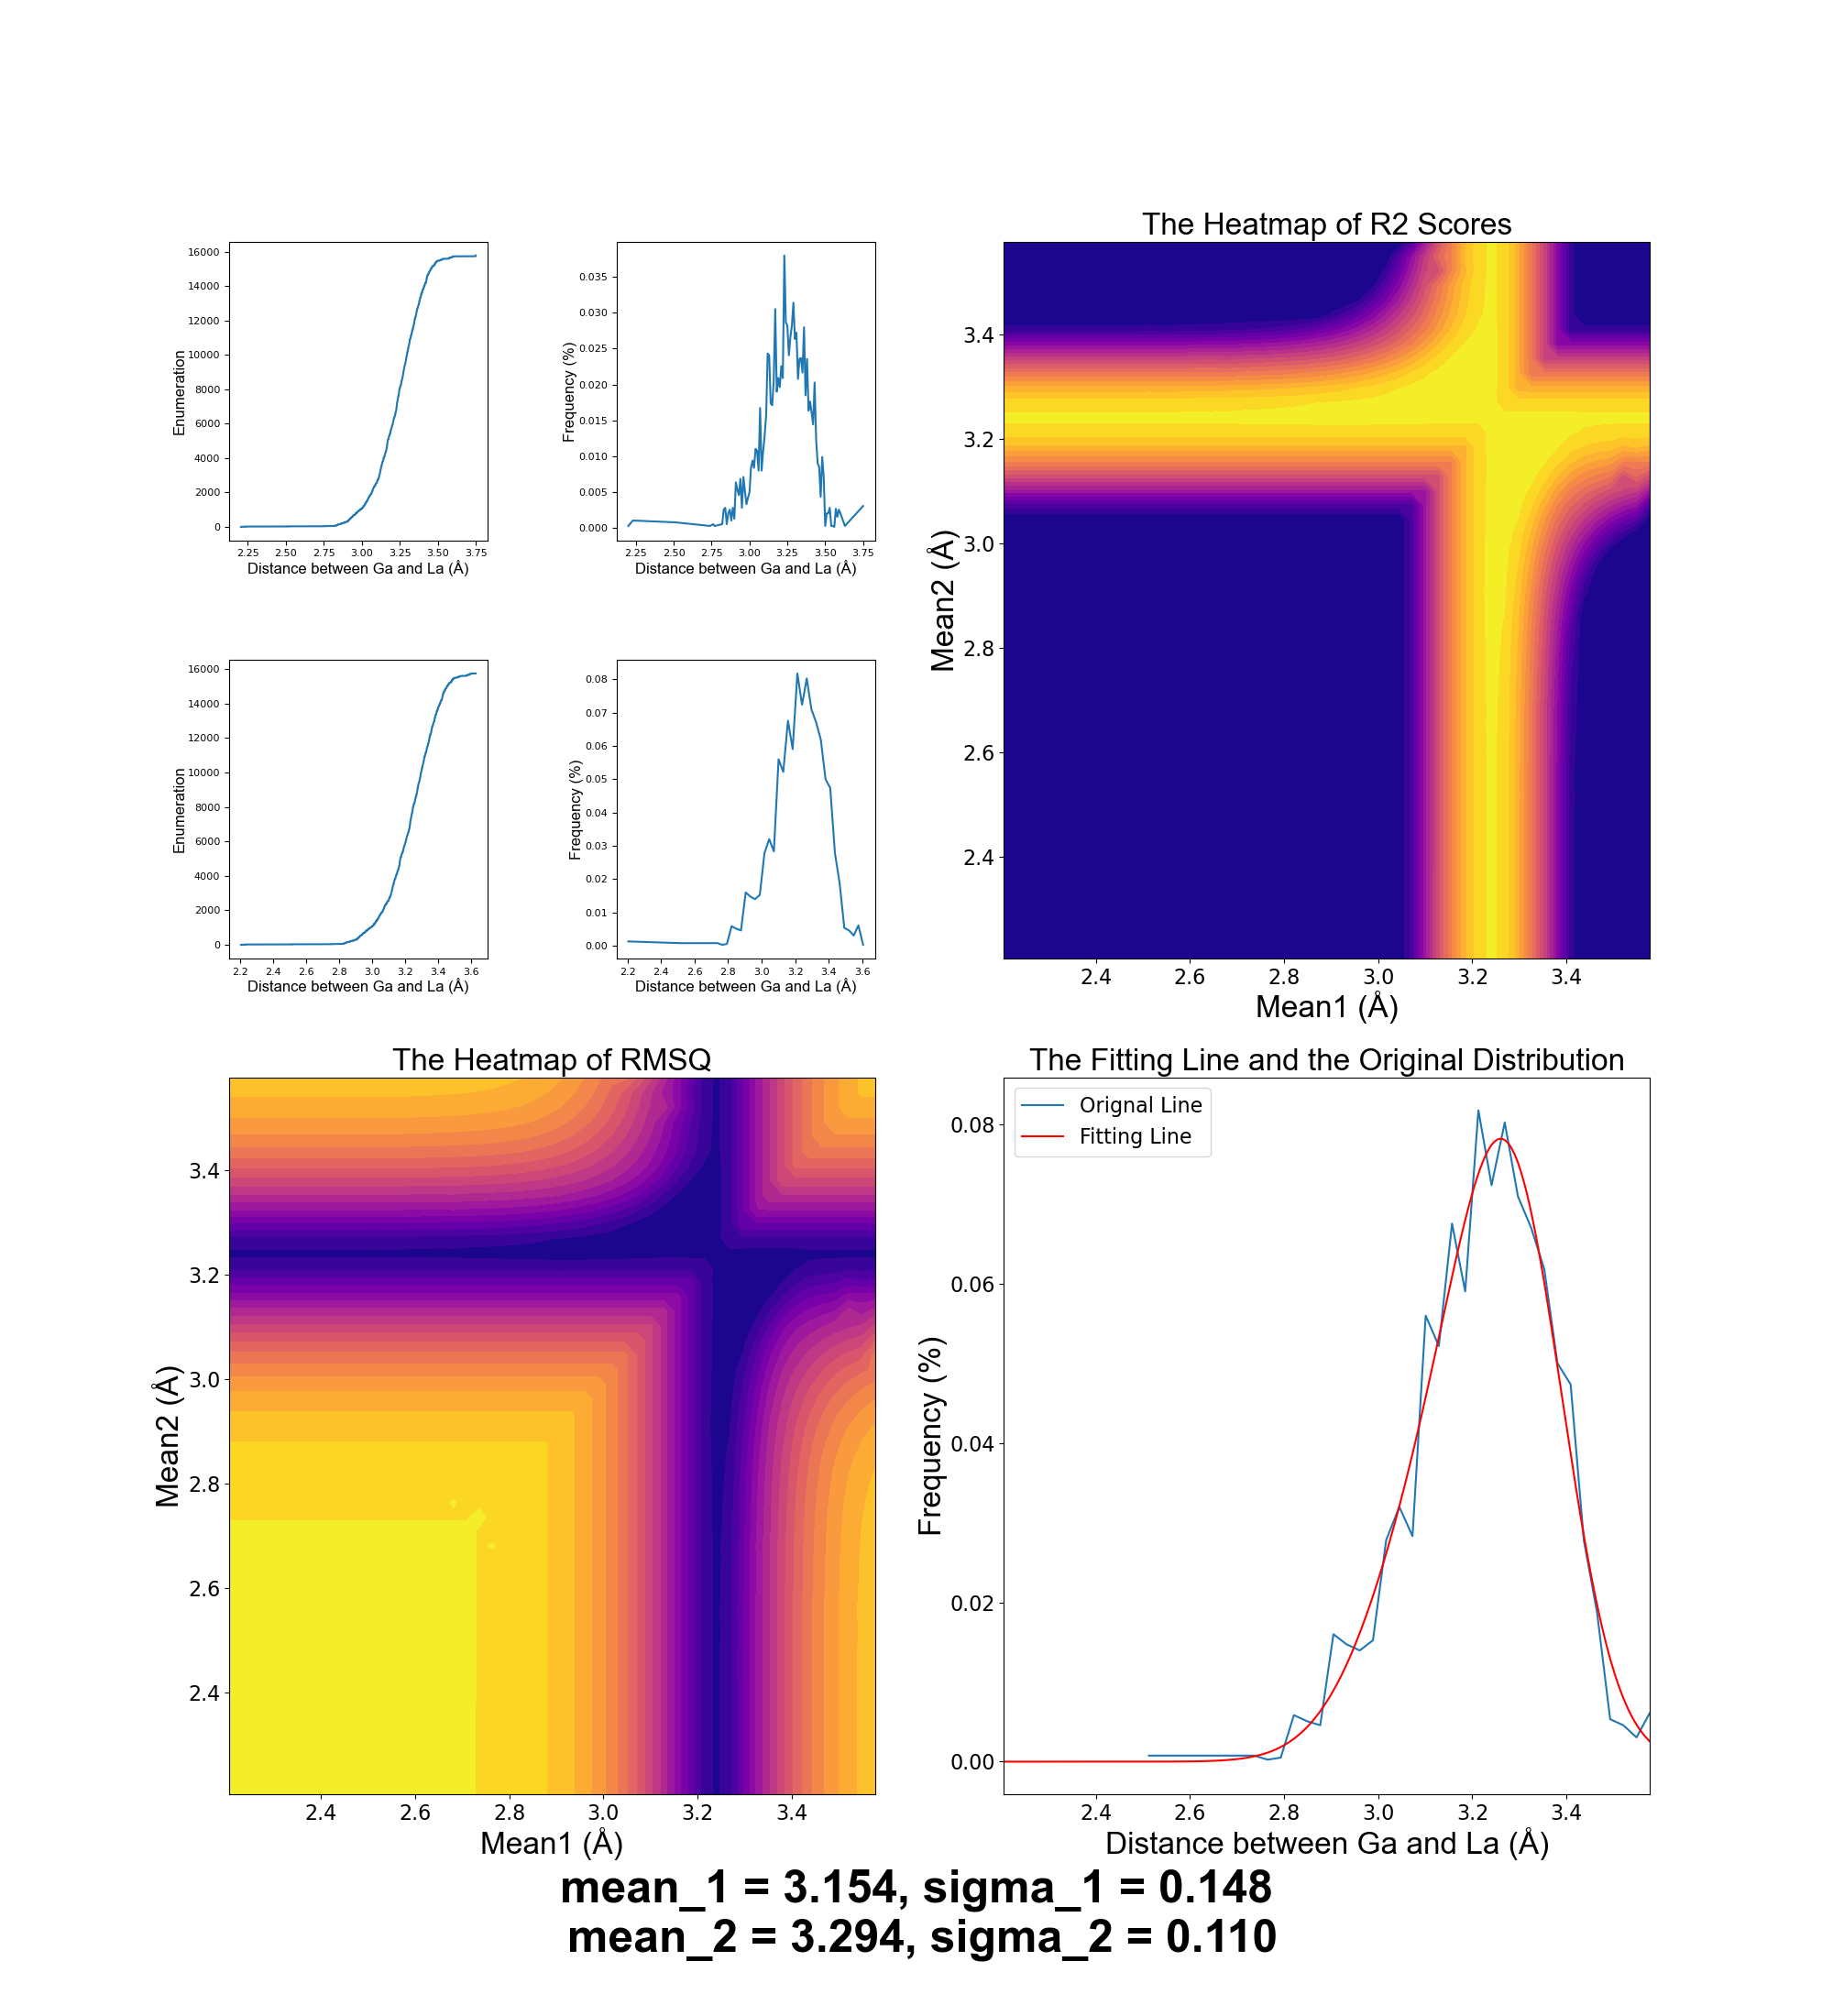 16000
14000
12000
10000
8000
6000
4000
2000
0
Enumeration
2.25 2.50 2.75 3.00 3.25 3.50 3.75
Distance between Ga and La (Å)
0.035
0.030
0.025
0.020
0.015
0.010
0.005
0.000
Frequency (%)
2.25 2.50 2.75 3.00 3.25 3.50 3.75
Distance between Ga and La (Å)
16000
14000
12000
10000
8000
6000
4000
2000
0
Enumeration
2.2 2.4 2.6 2.8 3.0 3.2 3.4 3.6
Distance between Ga and La (Å)
0.08
0.07
0.06
0.05
0.04
0.03
0.02
0.01
0.00
Frequency (%)
2.2 2.4 2.6 2.8 3.0 3.2 3.4 3.6
Distance between Ga and La (Å)
The Heatmap of R2 Scores
3.4
3.2
3.0
2.8
2.6
2.4
Mean2 (Å)
2.4 2.6 2.8 3.0 3.2 3.4
Mean1 (Å)
The Heatmap of RMSQ
3.4
3.2
3.0
2.8
2.6
2.4
Mean2 (Å)
2.4 2.6 2.8 3.0 3.2 3.4
Mean1 (Å)
The Fitting Line and the Original Distribution
Orignal Line
Fitting Line
0.08
0.06
0.04
0.02
0.00
Frequency (%)
2.4 2.6 2.8 3.0 3.2 3.4
Distance between Ga and La (Å)
mean_1 = 3.154, sigma_1 = 0.148
mean_2 = 3.294, sigma_2 = 0.110